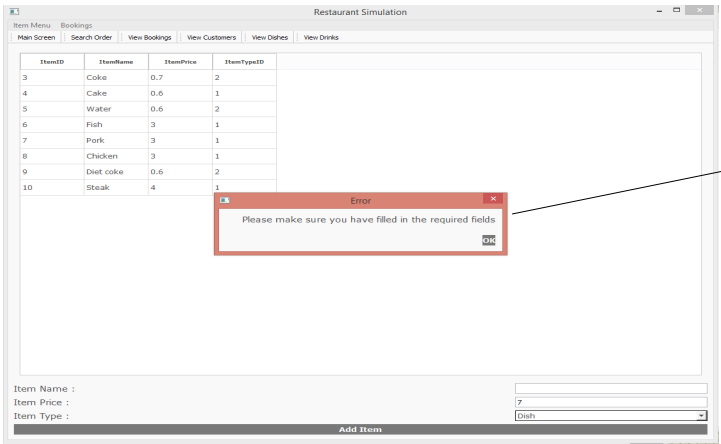 Restaurant Simulation
Item Menu Bookings
Main Screen Search Order View Bookings View Customers View Dishes View Drinks
ItemID ItemName ItemPrice ItemTypeID
3 Coke 0.7 2
4 Cake 0.6 1
5 Water 0.6 2
6 Fish 3 1
7 Pork 3 1
8 Chicken 3 1
9 Diet coke 0.6 2
10 Steak 4 1
Error
Please make sure you have filled in the required fields
OK
Item Name :
Item Price : 7
Item Type : Dish
Add Item